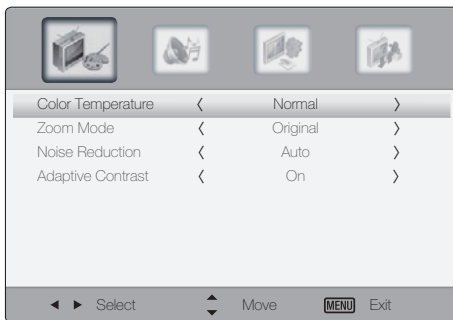 Color Temperature 〈 Normal 〉
Zoom Mode 〈 Original 〉
Noise Reduction 〈 Auto 〉
Adaptive Contrast 〈 On 〉
◄ ► Select ▲▼ Move MENU Exit